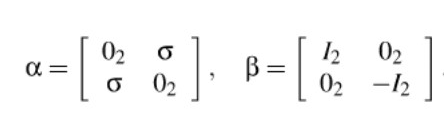 α = [ 0₂ σ σ 0₂ ], β = [ I₂ 0₂ 0₂ −I₂ ].